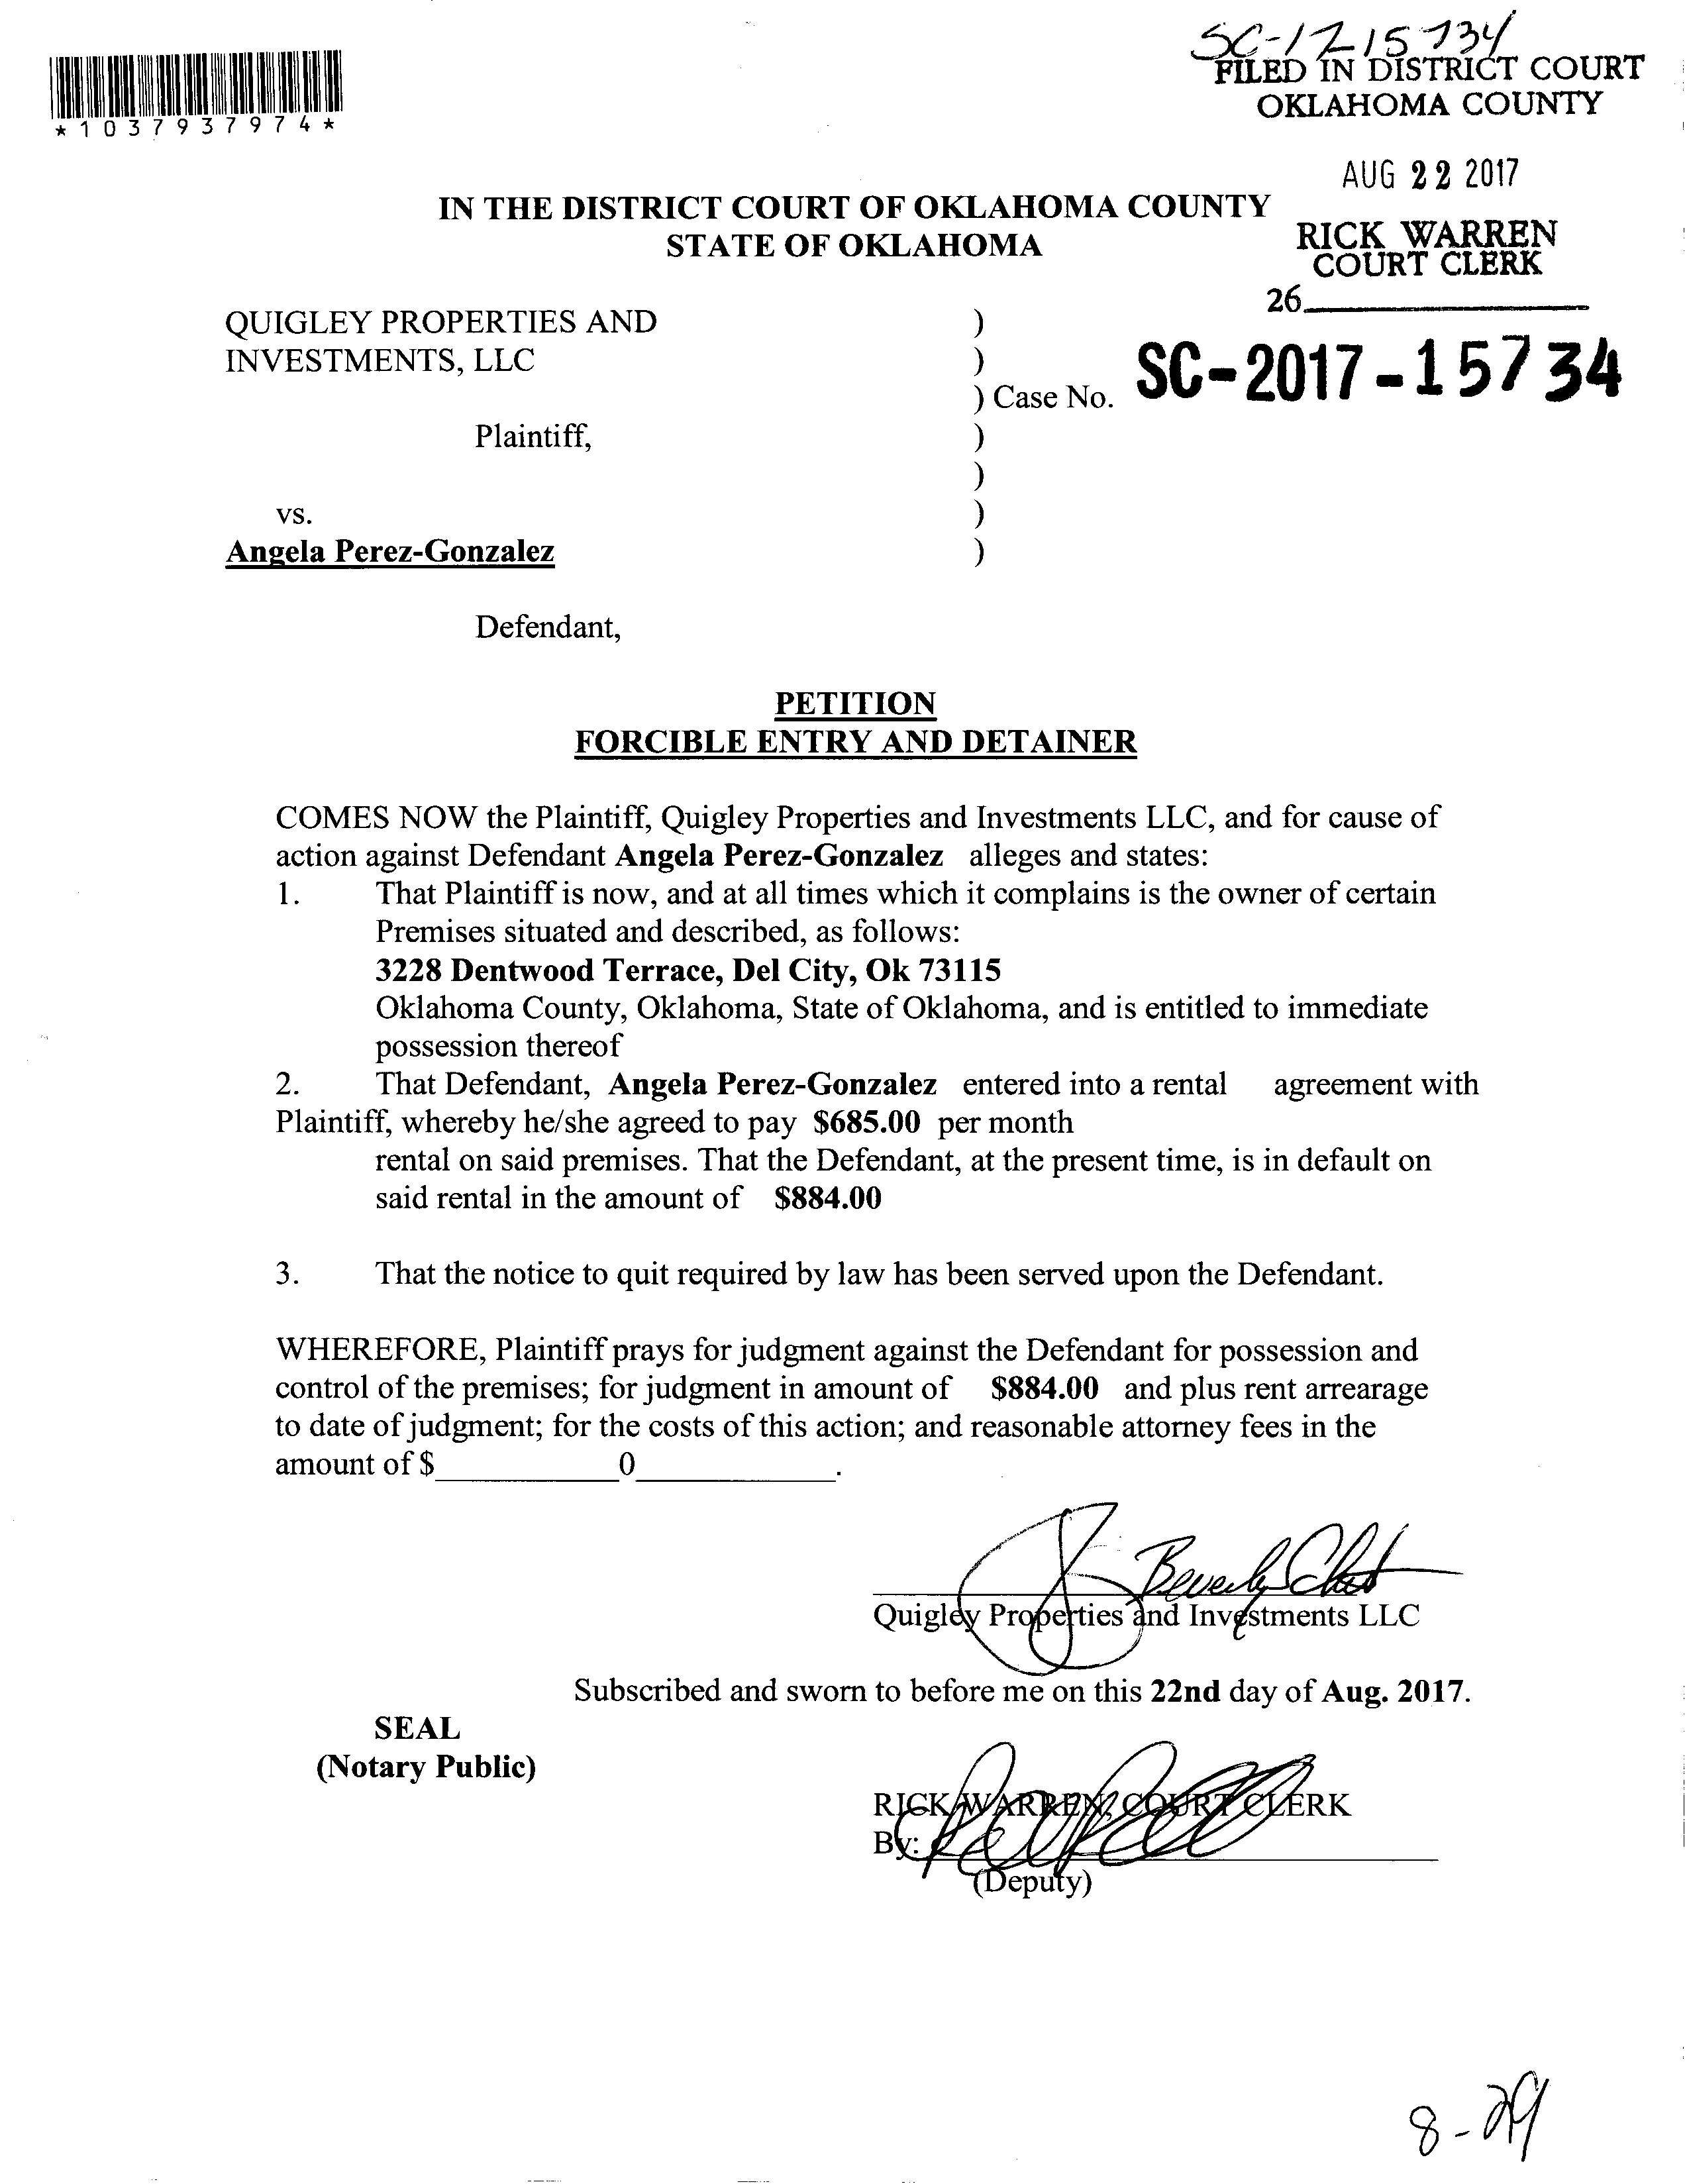 SC-17 15734
FILED IN DISTRICT COURT
OKLAHOMA COUNTY
*1037937974*
AUG 22 2017
IN THE DISTRICT COURT OF OKLAHOMA COUNTY
STATE OF OKLAHOMA
RICK WARREN
COURT CLERK
26
QUIGLEY PROPERTIES AND )
INVESTMENTS, LLC )
) Case No. SC-2017-15734
Plaintiff, )
)
vs. )
Angela Perez-Gonzalez )
Defendant,
PETITION
FORCIBLE ENTRY AND DETAINER
COMES NOW the Plaintiff, Quigley Properties and Investments LLC, and for cause of
action against Defendant Angela Perez-Gonzalez alleges and states:
1. That Plaintiff is now, and at all times which it complains is the owner of certain
Premises situated and described, as follows:
3228 Dentwood Terrace, Del City, Ok 73115
Oklahoma County, Oklahoma, State of Oklahoma, and is entitled to immediate
possession thereof
2. That Defendant, Angela Perez-Gonzalez entered into a rental agreement with
Plaintiff, whereby he/she agreed to pay $685.00 per month
rental on said premises. That the Defendant, at the present time, is in default on
said rental in the amount of $884.00
3. That the notice to quit required by law has been served upon the Defendant.
WHEREFORE, Plaintiff prays for judgment against the Defendant for possession and
control of the premises; for judgment in amount of $884.00 and plus rent arrearage
to date of judgment; for the costs of this action; and reasonable attorney fees in the
amount of $ 0 .
Beverly
Quigley Properties and Investments LLC
Subscribed and sworn to before me on this 22nd day of Aug. 2017.
SEAL
(Notary Public)
RICK WARREN, COURT CLERK
By:
(Deputy)
8-29